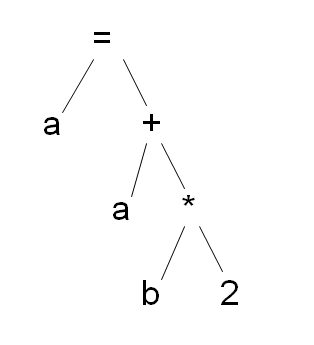 =
a +
a *
b 2